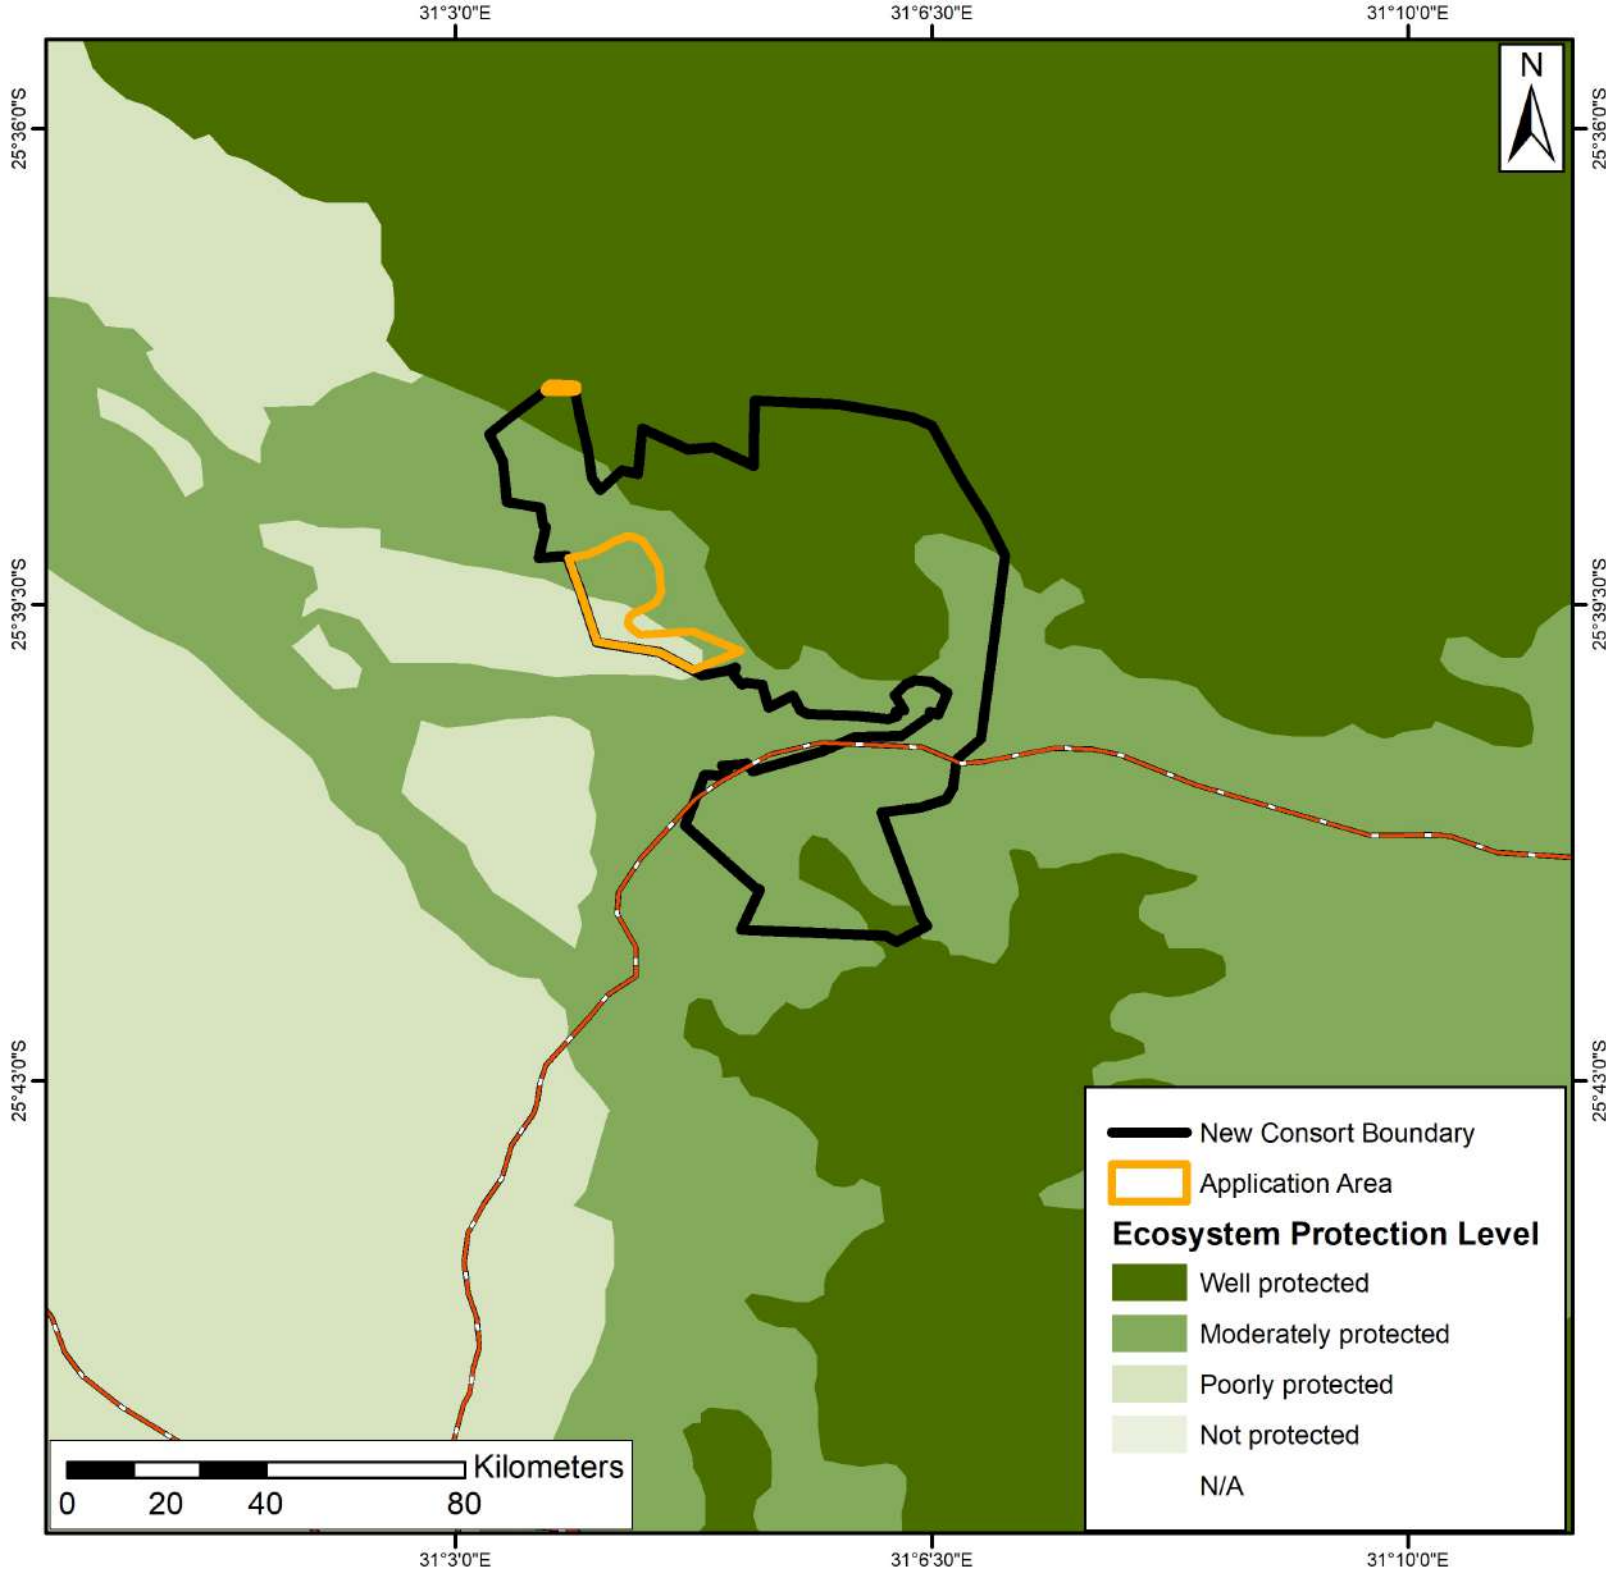 31°3'0"E 31°6'30"E 31°10'0"E
N
25°36'0"S 25°36'0"S
25°39'30"S 25°39'30"S
25°43'0"S 25°43'0"S
New Consort Boundary
Application Area
Ecosystem Protection Level
Well protected
Moderately protected
Poorly protected
Not protected
N/A
Kilometers
0 20 40 80
31°3'0"E 31°6'30"E 31°10'0"E